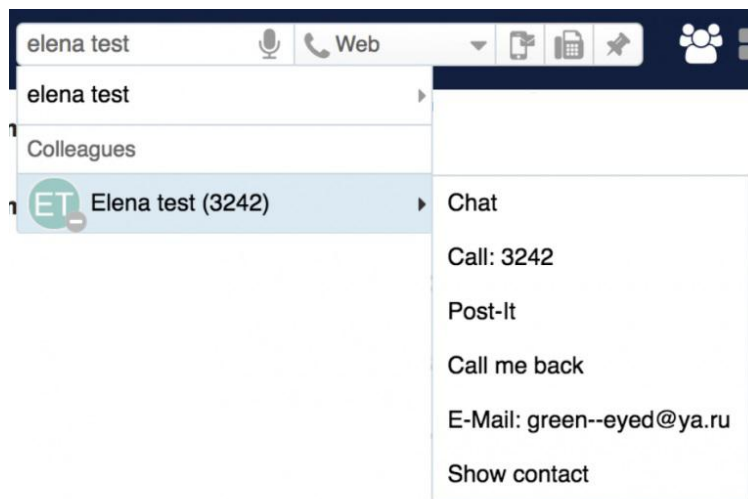 elena test
Web
elena test
Colleagues
ET
Elena test (3242)
Chat
Call: 3242
Post-It
Call me back
E-Mail: green--eyed@ya.ru
Show contact